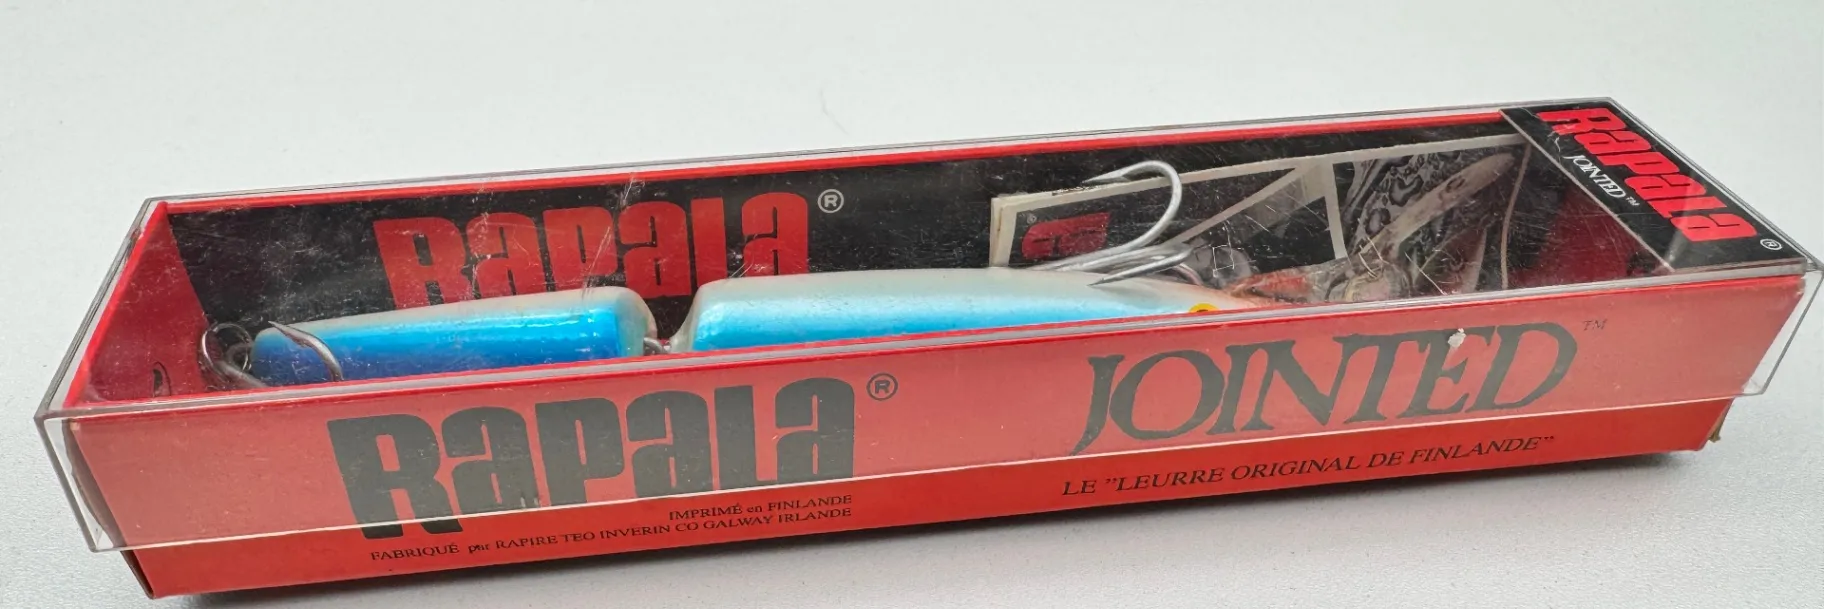 RAPALA®
JOINTED™
RAPALA®
RAPALA®
JOINTED™
LE "LEURRE ORIGINAL DE FINLANDE"
IMPRIMÉ en FINLANDE
FABRIQUÉ par RAPIRE TEO INVERIN CO GALWAY IRLANDE